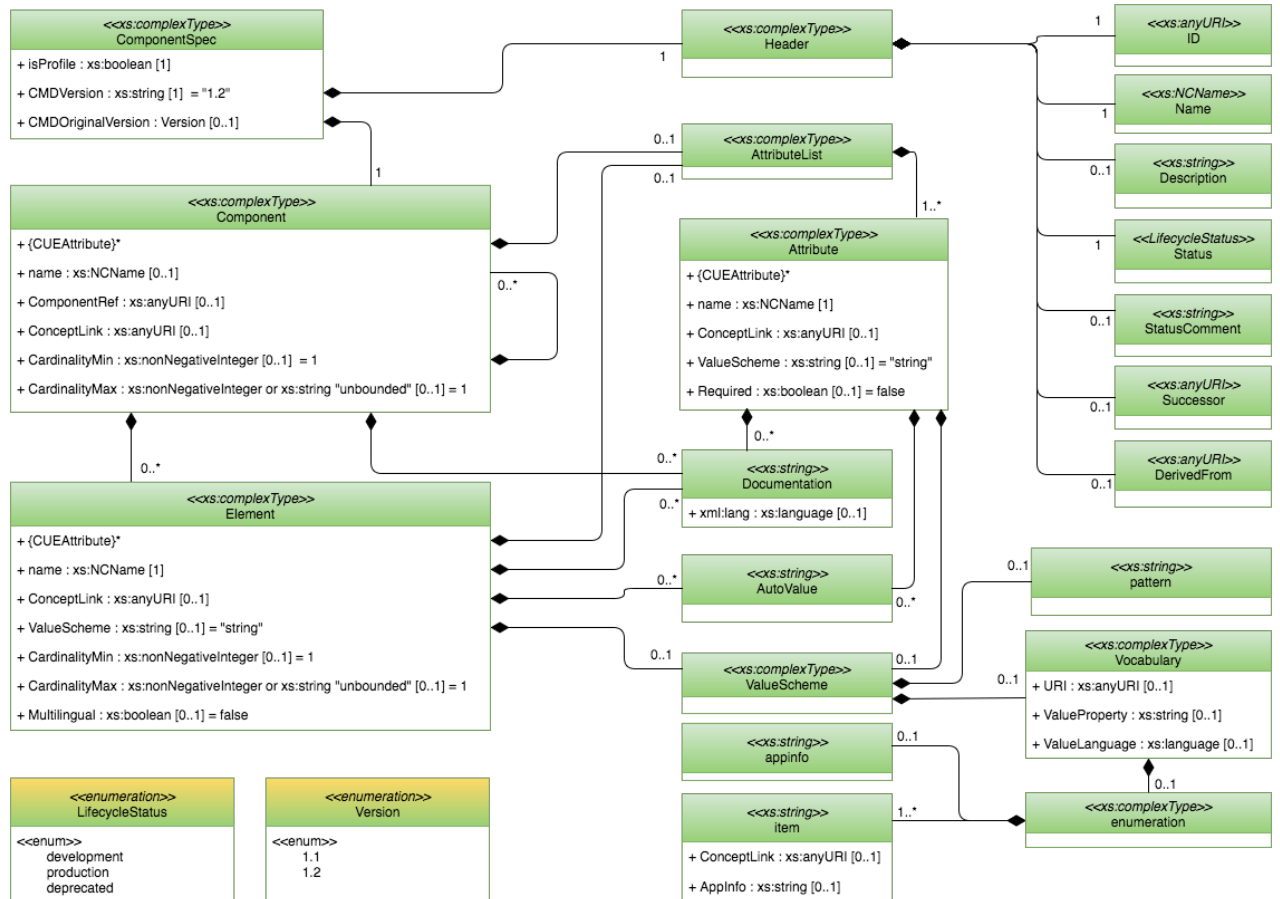 <<xs:complexType>>
ComponentSpec
+ isProfile : xs:boolean [1]
+ CMDVersion : xs:string [1]  = "1.2"
+ CMDOriginalVersion : Version [0..1]
1
<<xs:complexType>>
Header
1
<<xs:anyURI>>
ID
1
<<xs:NCName>>
Name
1
<<xs:string>>
Description
0..1
<<LifecycleStatus>>
Status
1
<<xs:string>>
StatusComment
0..1
<<xs:anyURI>>
Successor
0..1
<<xs:anyURI>>
DerivedFrom
0..1
<<xs:complexType>>
Component
+ {CUEAttribute}*
+ name : xs:NCName [0..1]
+ ComponentRef : xs:anyURI [0..1]
+ ConceptLink : xs:anyURI [0..1]
+ CardinalityMin : xs:nonNegativeInteger [0..1]  = 1
+ CardinalityMax : xs:nonNegativeInteger or xs:string "unbounded" [0..1] = 1
0..*
0..*
0..1
<<xs:complexType>>
AttributeList
0..1
1..*
<<xs:complexType>>
Attribute
+ {CUEAttribute}*
+ name : xs:NCName [1]
+ ConceptLink : xs:anyURI [0..1]
+ ValueScheme : xs:string [0..1] = "string"
+ Required : xs:boolean [0..1] = false
0..*
0..*
<<xs:string>>
Documentation
+ xml:lang : xs:language [0..1]
0..*
<<xs:complexType>>
Element
+ {CUEAttribute}*
+ name : xs:NCName [1]
+ ConceptLink : xs:anyURI [0..1]
+ ValueScheme : xs:string [0..1] = "string"
+ CardinalityMin : xs:nonNegativeInteger [0..1] = 1
+ CardinalityMax : xs:nonNegativeInteger or xs:string "unbounded" [0..1] = 1
+ Multilingual : xs:boolean [0..1] = false
0..*
<<xs:string>>
AutoValue
0..*
0..1
<<xs:complexType>>
ValueScheme
0..1
0..1
<<xs:string>>
pattern
0..1
<<xs:complexType>>
Vocabulary
+ URI : xs:anyURI [0..1]
+ ValueProperty : xs:string [0..1]
+ ValueLanguage : xs:language [0..1]
0..1
<<xs:string>>
appinfo
0..1
<<xs:complexType>>
enumeration
<<xs:string>>
item
+ ConceptLink : xs:anyURI [0..1]
+ AppInfo : xs:string [0..1]
1..*
<<enumeration>>
LifecycleStatus
<<enum>>
development
production
deprecated
<<enumeration>>
Version
<<enum>>
1.1
1.2